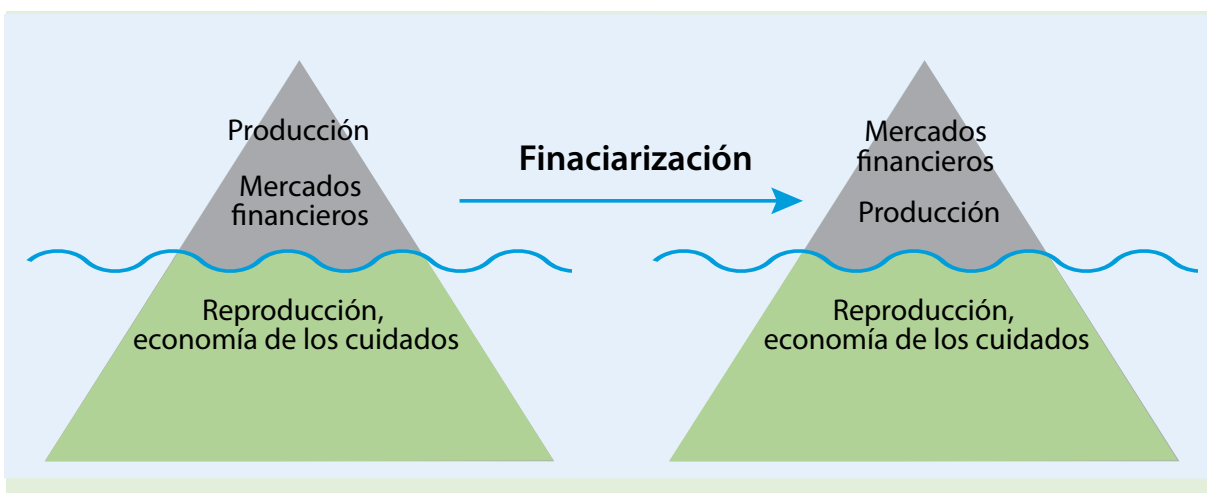 Producción
Mercados
financieros
Reproducción,
economía de los cuidados
Finaciarización
Mercados
financieros
Producción
Reproducción,
economía de los cuidados